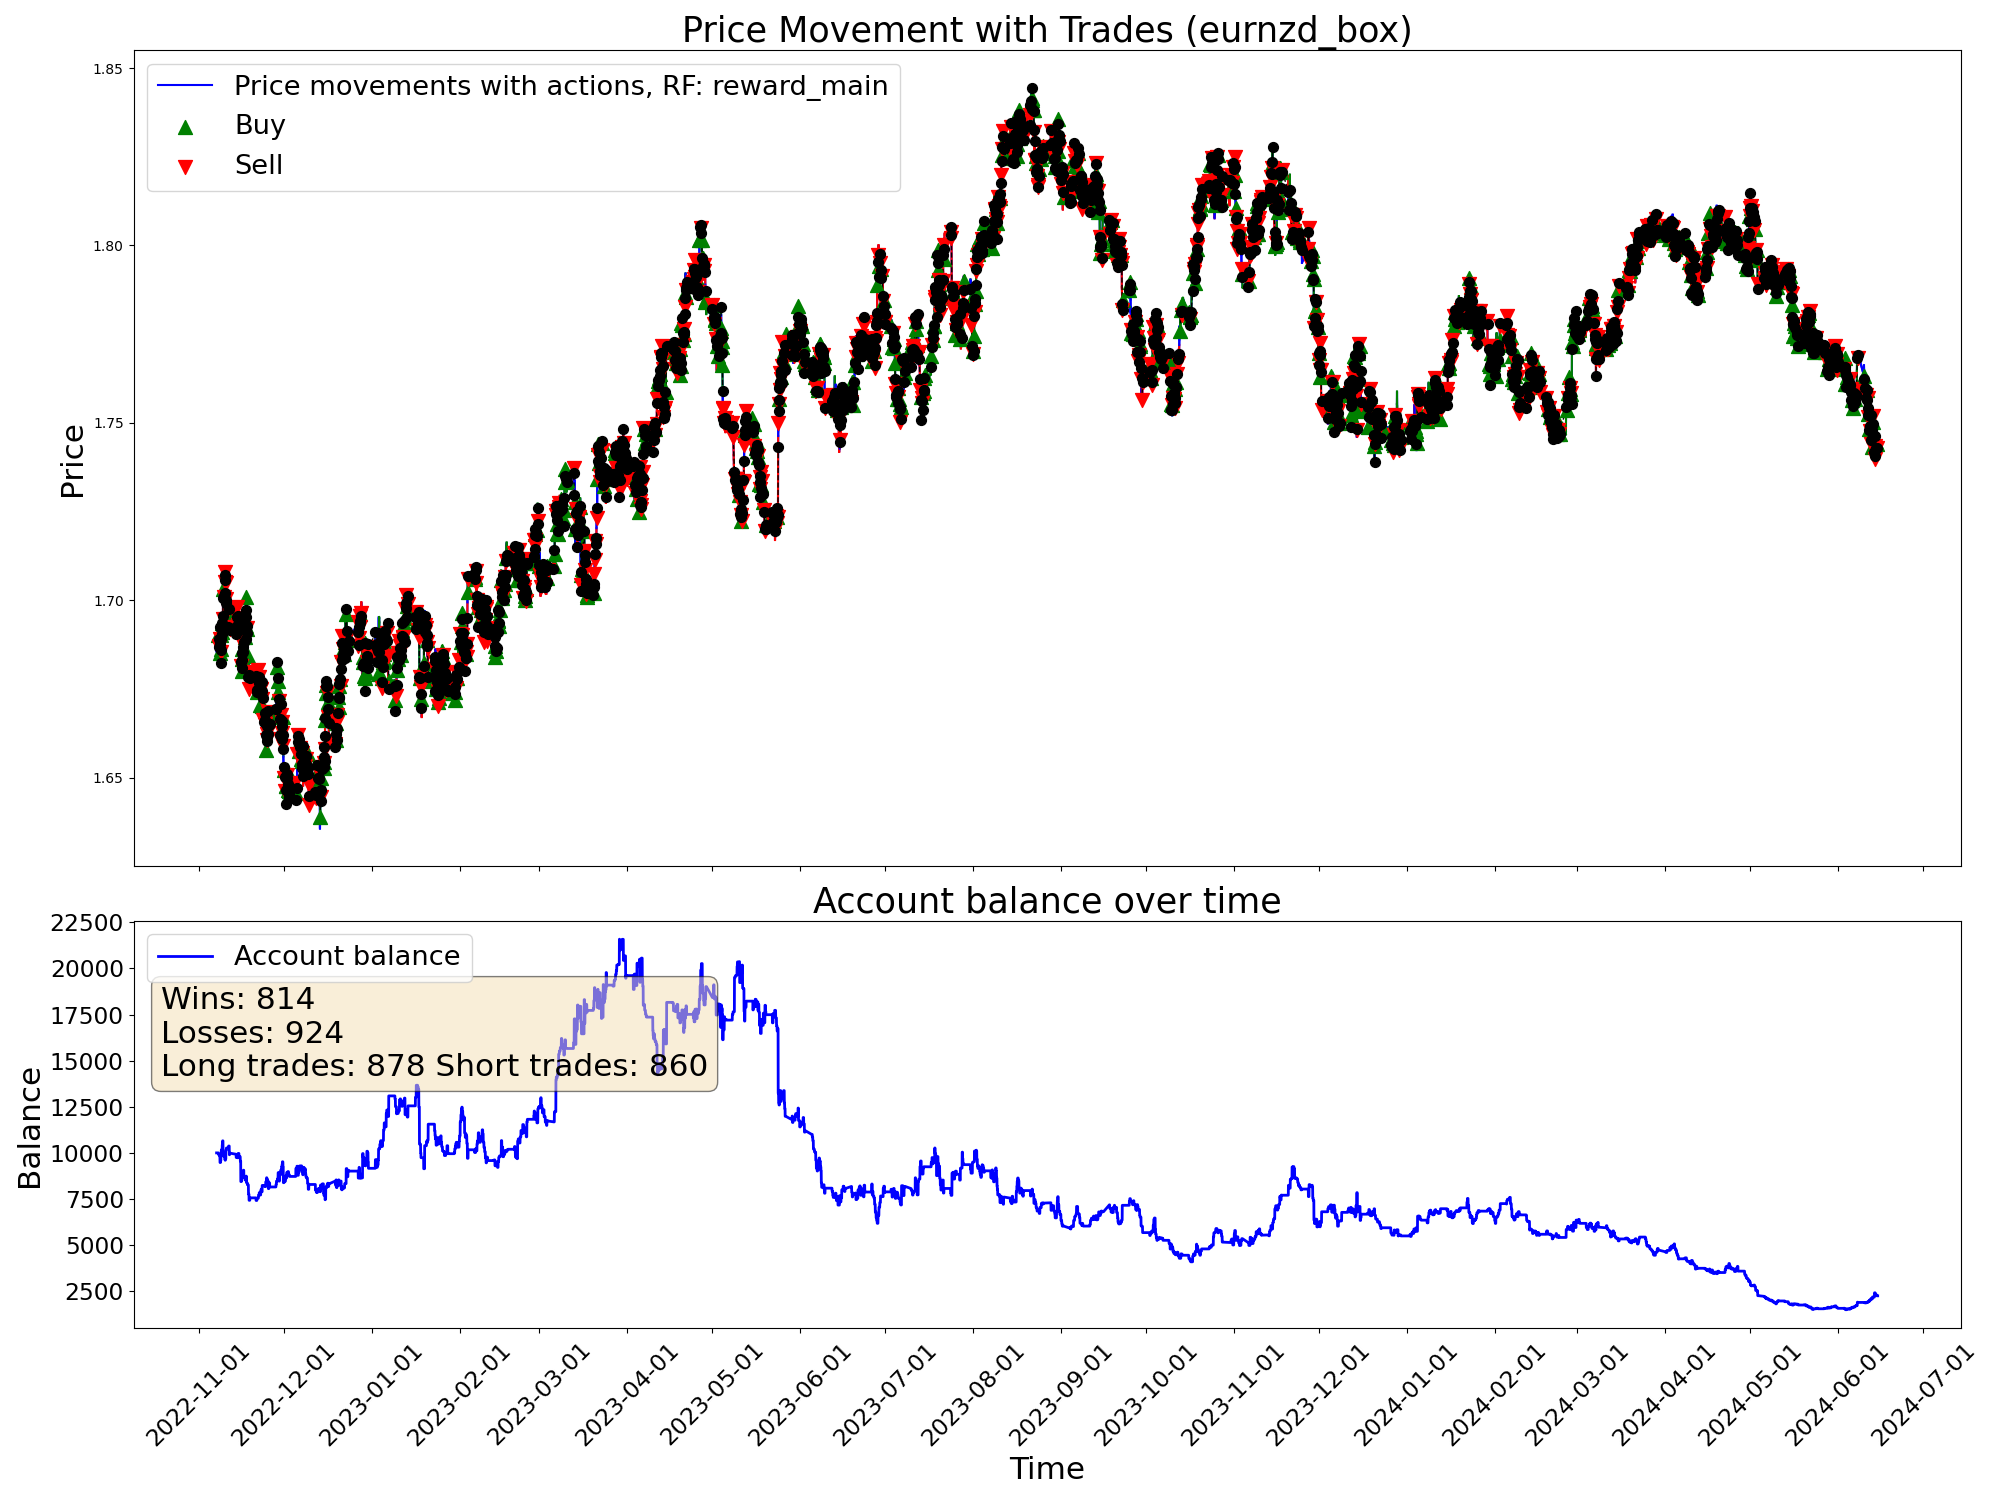 Price Movement with Trades (eurnzd_box)
Price movements with actions, RF: reward_main
Buy
Sell
Price
1.85
1.80
1.75
1.70
1.65
Account balance over time
Account balance
Wins: 814
Losses: 924
Long trades: 878 Short trades: 860
Balance
22500
20000
17500
15000
12500
10000
7500
5000
2500
2022-11-01
2022-12-01
2023-01-01
2023-02-01
2023-03-01
2023-04-01
2023-05-01
2023-06-01
2023-07-01
2023-08-01
2023-09-01
2023-10-01
2023-11-01
2023-12-01
2024-01-01
2024-02-01
2024-03-01
2024-04-01
2024-05-01
2024-06-01
2024-07-01
Time